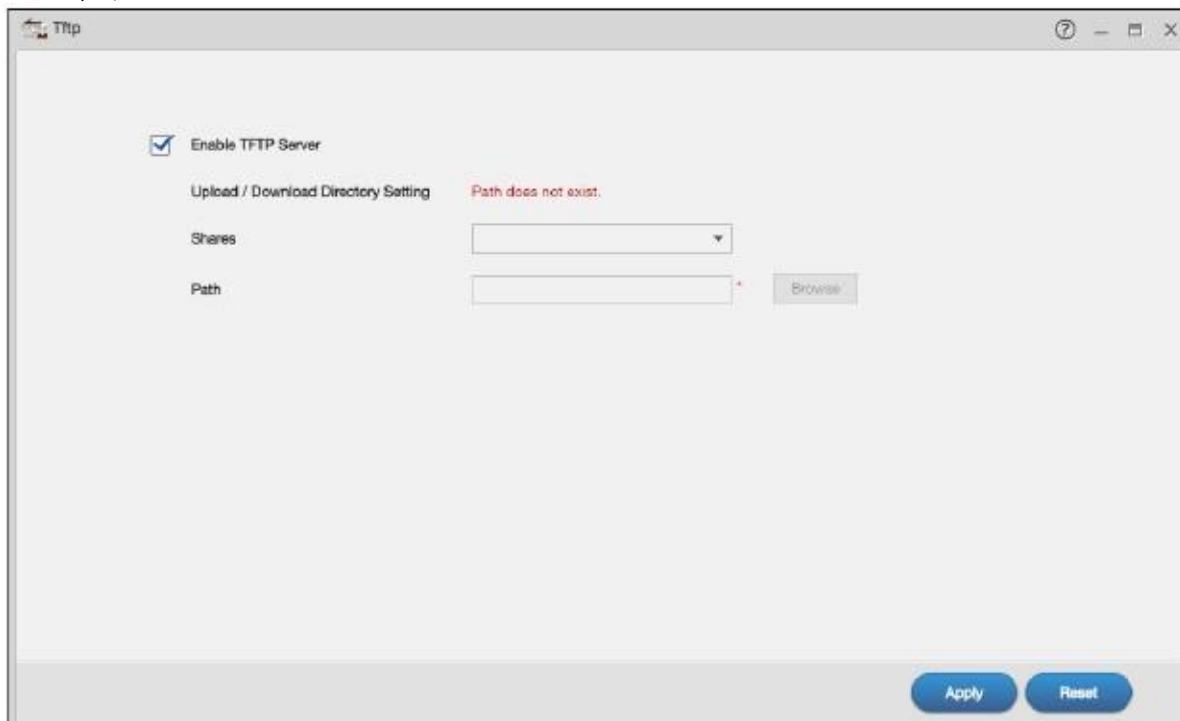 Tftp
Enable TFTP Server
Upload / Download Directory Setting Path does not exist.
Shares
Path * Browse
Apply Reset